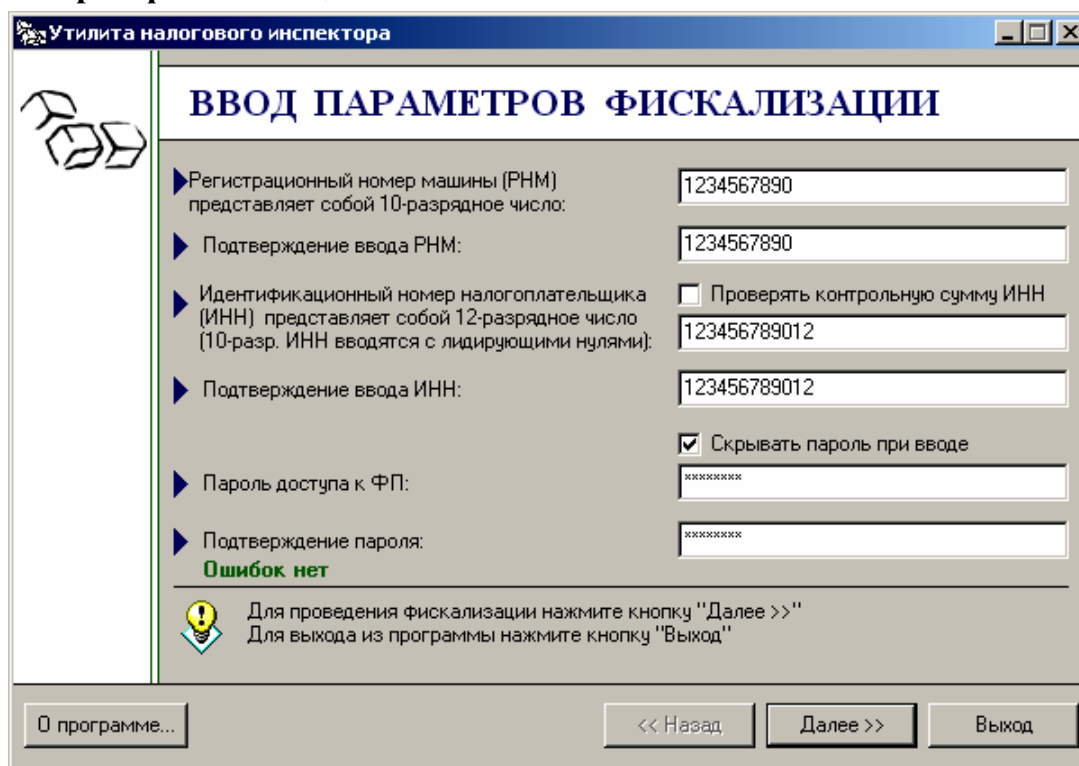 Утилита налогового инспектора
ВВОД ПАРАМЕТРОВ ФИСКАЛИЗАЦИИ
Регистрационный номер машины (РНМ)
представляет собой 10-разрядное число:
1234567890
Подтверждение ввода РНМ:
1234567890
Идентификационный номер налогоплательщика
(ИНН) представляет собой 12-разрядное число
(10-разр. ИНН вводятся с лидирующими нулями):
Проверять контрольную сумму ИНН
123456789012
Подтверждение ввода ИНН:
123456789012
Скрывать пароль при вводе
Пароль доступа к ФП:
********
Подтверждение пароля:
********
Ошибок нет
Для проведения фискализации нажмите кнопку "Далее >>"
Для выхода из программы нажмите кнопку "Выход"
О программе...
<< Назад
Далее >>
Выход